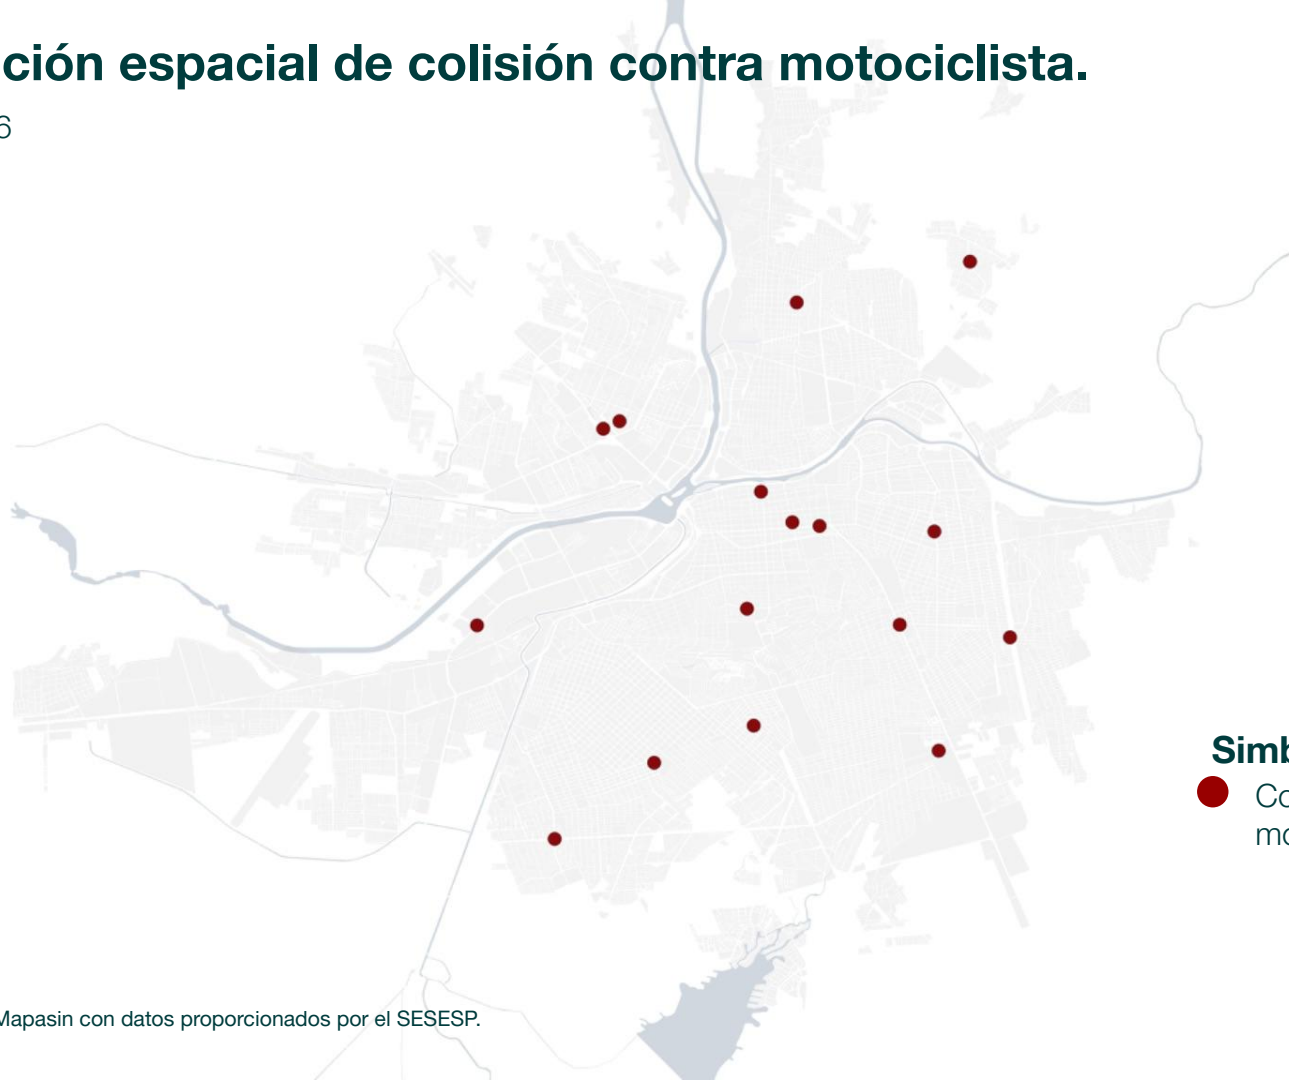 ción espacial de colisión contra motociclista.
6
Simb
Co
mo
Mapasin con datos proporcionados por el SESESP.